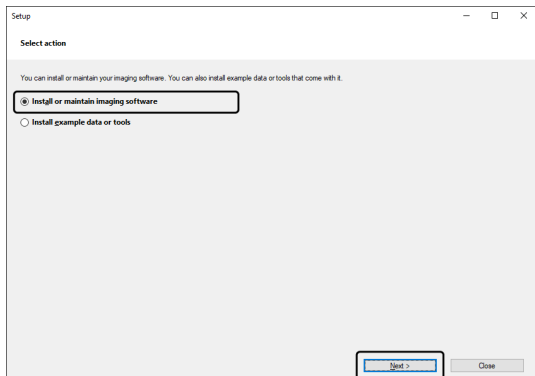 Setup
Select action
You can install or maintain your imaging software. You can also install example data or tools that come with it.
Install or maintain imaging software
Install example data or tools
Next >
Close